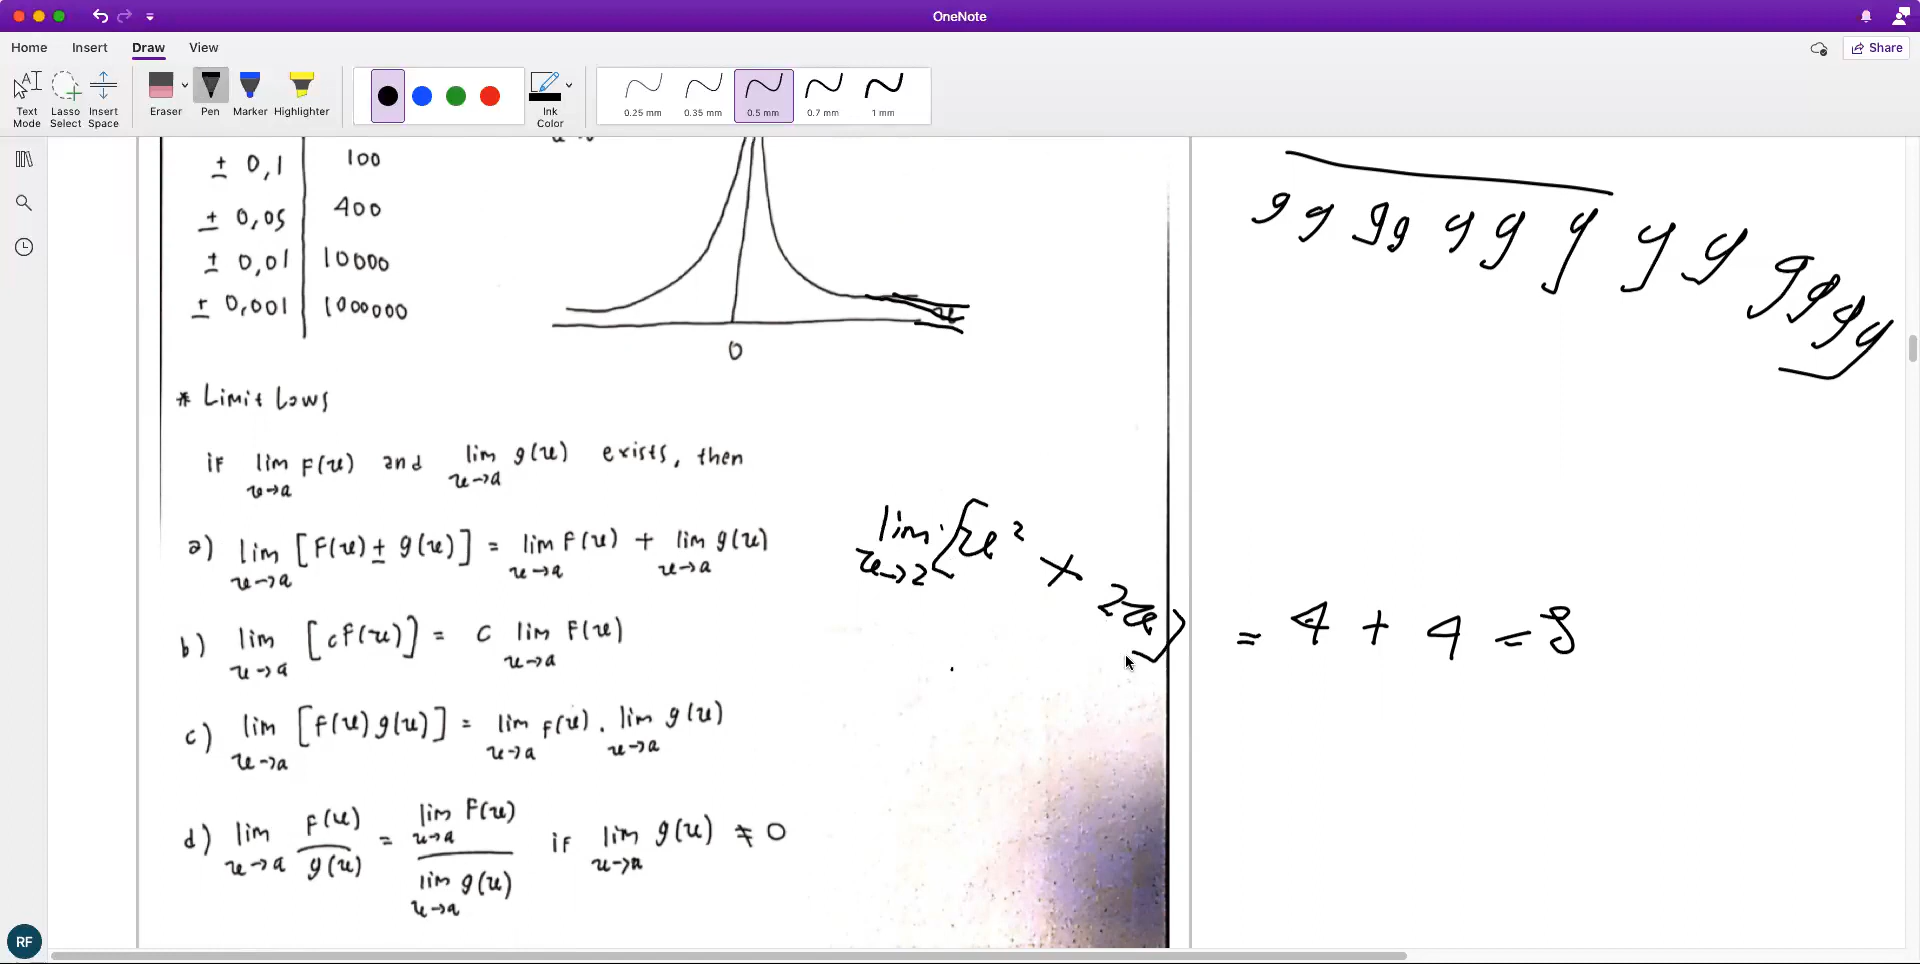 OneNote
Home Insert Draw View
Share
Text Mode Lasso Select Insert Space Eraser Pen Marker Highlighter Ink Color 0.25 mm 0.35 mm 0.5 mm 0.7 mm 1 mm
± 0,1 100
± 0,05 400
± 0,01 10000
± 0,001 1000000
0
g g g g g g g y g g g g y
* Limit Laws
if lim x→a F(x) and lim x→a g(x) exists, then
a) lim x→a [F(x) ± g(x)] = lim x→a F(x) + lim x→a g(x)
lim x→2 [x² + 2x] = 4 + 4 = 8
b) lim x→a [cF(x)] = C lim x→a F(x)
c) lim x→a [F(x) g(x)] = lim x→a F(x) . lim x→a g(x)
d) lim x→a F(x)/g(x) = lim x→a F(x) / lim x→a g(x) if lim x→a g(x) ≠ 0
RF